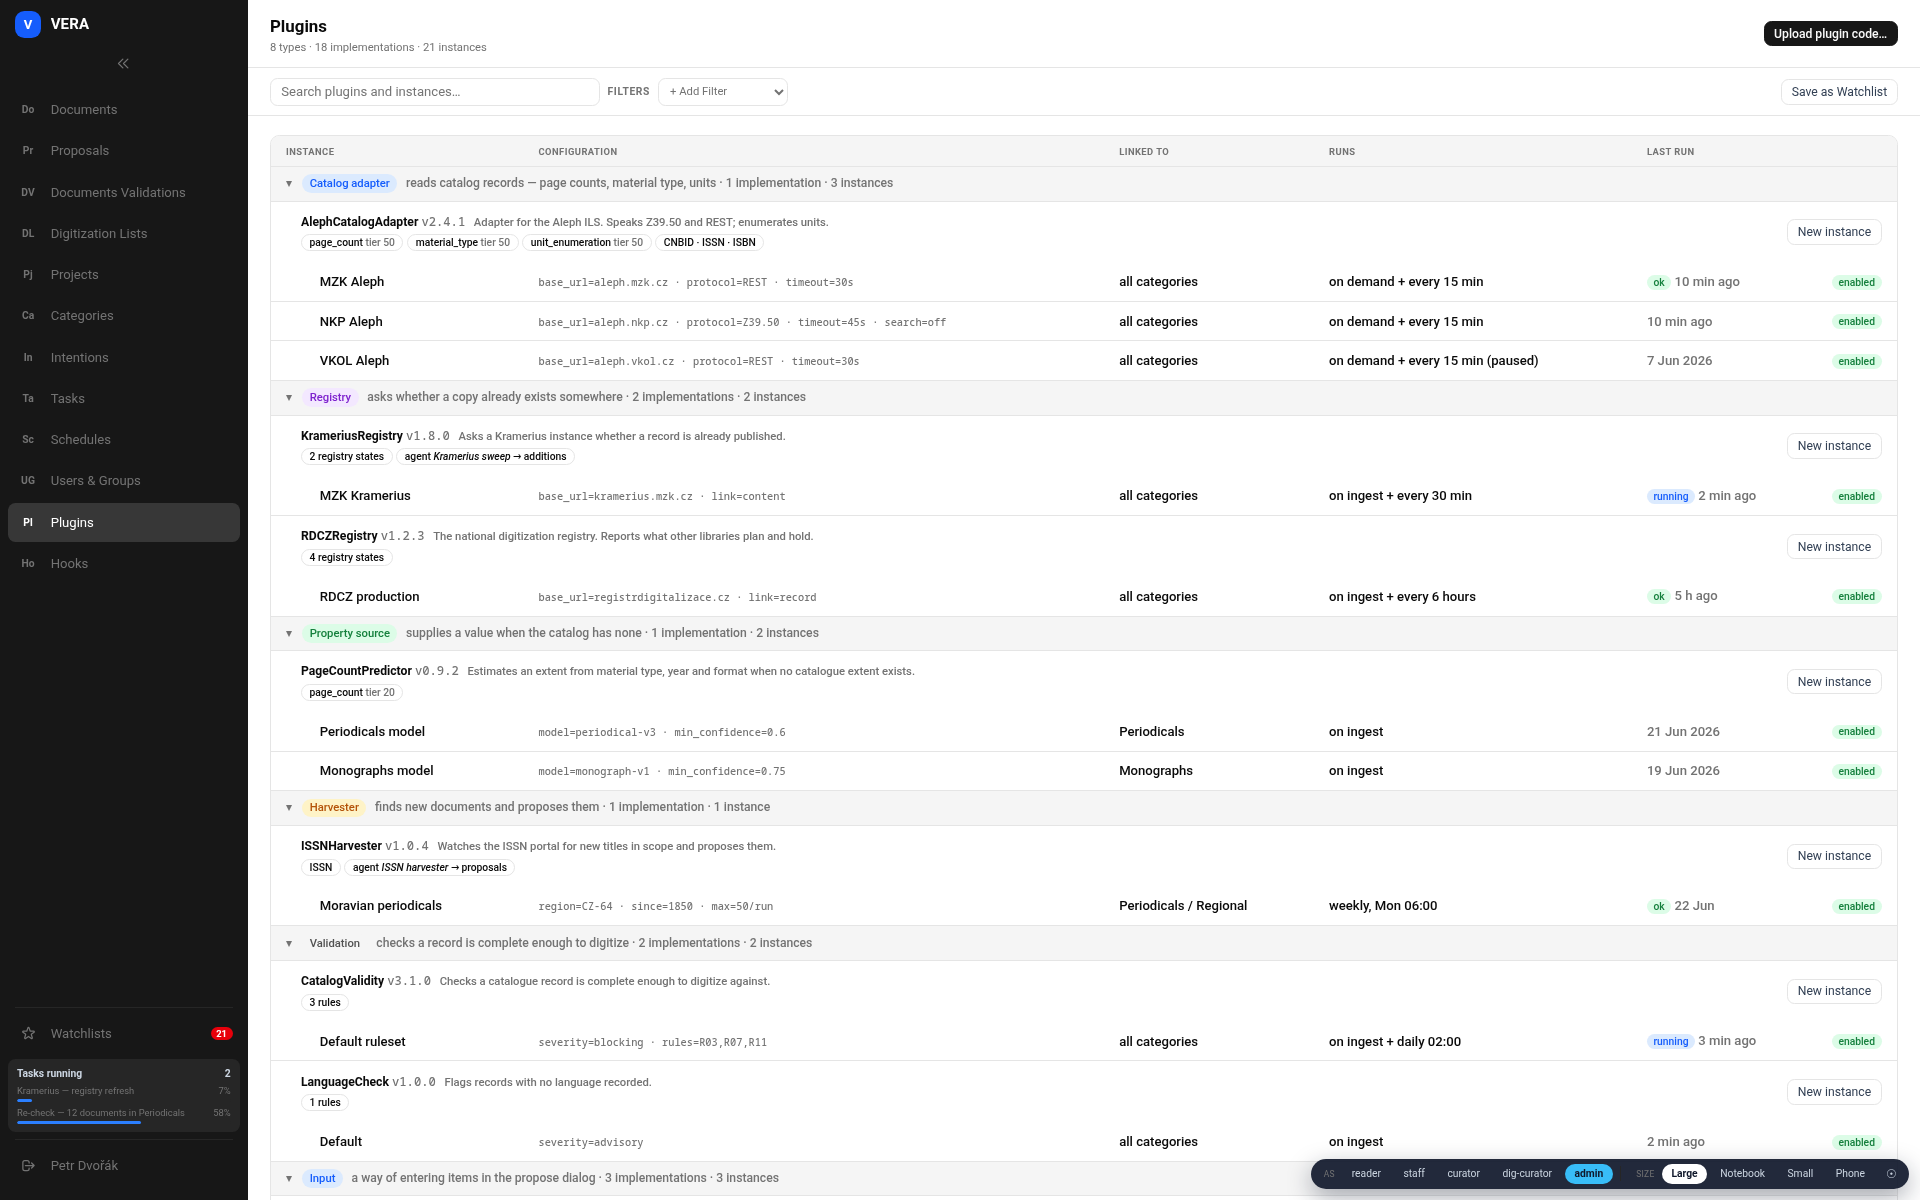 V VERA
Do Documents
Pr Proposals
DV Documents Validations
DL Digitization Lists
Pj Projects
Ca Categories
In Intentions
Ta Tasks
Sc Schedules
UG Users & Groups
Pl Plugins
Ho Hooks
Watchlists 21
Tasks running 2
Kramerius — registry refresh 7%
Re-check — 12 documents in Periodicals 58%
Petr Dvořák
Plugins
8 types · 18 implementations · 21 instances
Upload plugin code…
Search plugins and instances… FILTERS + Add Filter Save as Watchlist
INSTANCE CONFIGURATION LINKED TO RUNS LAST RUN
Catalog adapter reads catalog records — page counts, material type, units · 1 implementation · 3 instances
AlephCatalogAdapter v2.4.1 Adapter for the Aleph ILS. Speaks Z39.50 and REST; enumerates units.
New instance
page_count tier 50 material_type tier 50 unit_enumeration tier 50 CNBID · ISSN · ISBN
MZK Aleph base_url=aleph.mzk.cz · protocol=REST · timeout=30s all categories on demand + every 15 min ok 10 min ago enabled
NKP Aleph base_url=aleph.nkp.cz · protocol=Z39.50 · timeout=45s · search=off all categories on demand + every 15 min 10 min ago enabled
VKOL Aleph base_url=aleph.vkol.cz · protocol=REST · timeout=30s all categories on demand + every 15 min (paused) 7 Jun 2026 enabled
Registry asks whether a copy already exists somewhere · 2 implementations · 2 instances
KrameriusRegistry v1.8.0 Asks a Kramerius instance whether a record is already published.
New instance
2 registry states agent Kramerius sweep → additions
MZK Kramerius base_url=kramerius.mzk.cz · link=content all categories on ingest + every 30 min running 2 min ago enabled
RDCZRegistry v1.2.3 The national digitization registry. Reports what other libraries plan and hold.
New instance
4 registry states
RDCZ production base_url=registrdigitalizace.cz · link=record all categories on ingest + every 6 hours ok 5 h ago enabled
Property source supplies a value when the catalog has none · 1 implementation · 2 instances
PageCountPredictor v0.9.2 Estimates an extent from material type, year and format when no catalogue extent exists.
New instance
page_count tier 20
Periodicals model model=periodical-v3 · min_confidence=0.6 Periodicals on ingest 21 Jun 2026 enabled
Monographs model model=monograph-v1 · min_confidence=0.75 Monographs on ingest 19 Jun 2026 enabled
Harvester finds new documents and proposes them · 1 implementation · 1 instance
ISSNHarvester v1.0.4 Watches the ISSN portal for new titles in scope and proposes them.
New instance
ISSN agent ISSN harvester → proposals
Moravian periodicals region=CZ-64 · since=1850 · max=50/run Periodicals / Regional weekly, Mon 06:00 ok 22 Jun enabled
Validation checks a record is complete enough to digitize · 2 implementations · 2 instances
CatalogValidity v3.1.0 Checks a catalogue record is complete enough to digitize against.
New instance
3 rules
Default ruleset severity=blocking · rules=R03,R07,R11 all categories on ingest + daily 02:00 running 3 min ago enabled
LanguageCheck v1.0.0 Flags records with no language recorded.
New instance
1 rules
Default severity=advisory all categories on ingest 2 min ago enabled
Input a way of entering items in the propose dialog · 3 implementations · 3 instances
AS reader staff curator dig-curator admin SIZE Large Notebook Small Phone